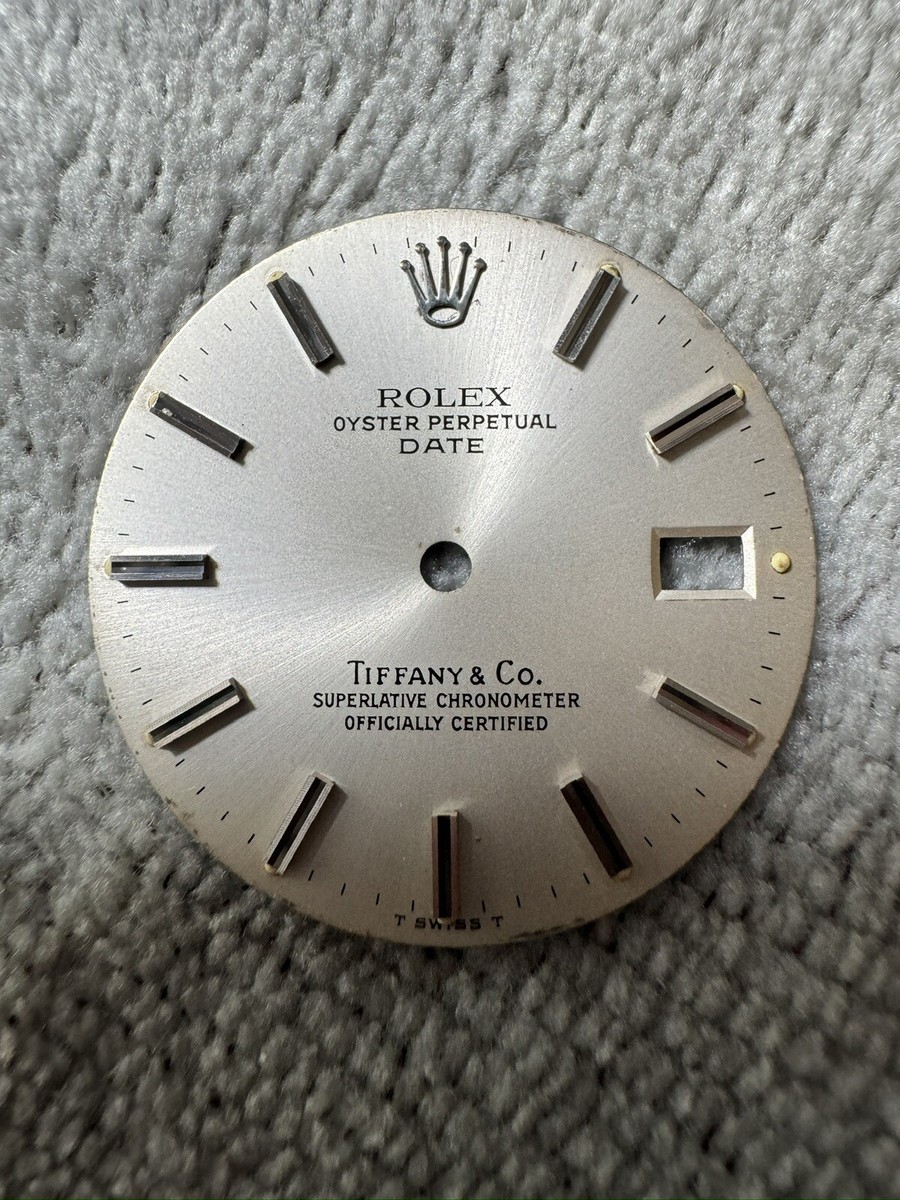 ROLEX
OYSTER PERPETUAL
DATE
TIFFANY & CO.
SUPERLATIVE CHRONOMETER
OFFICIALLY CERTIFIED
T SWISS T